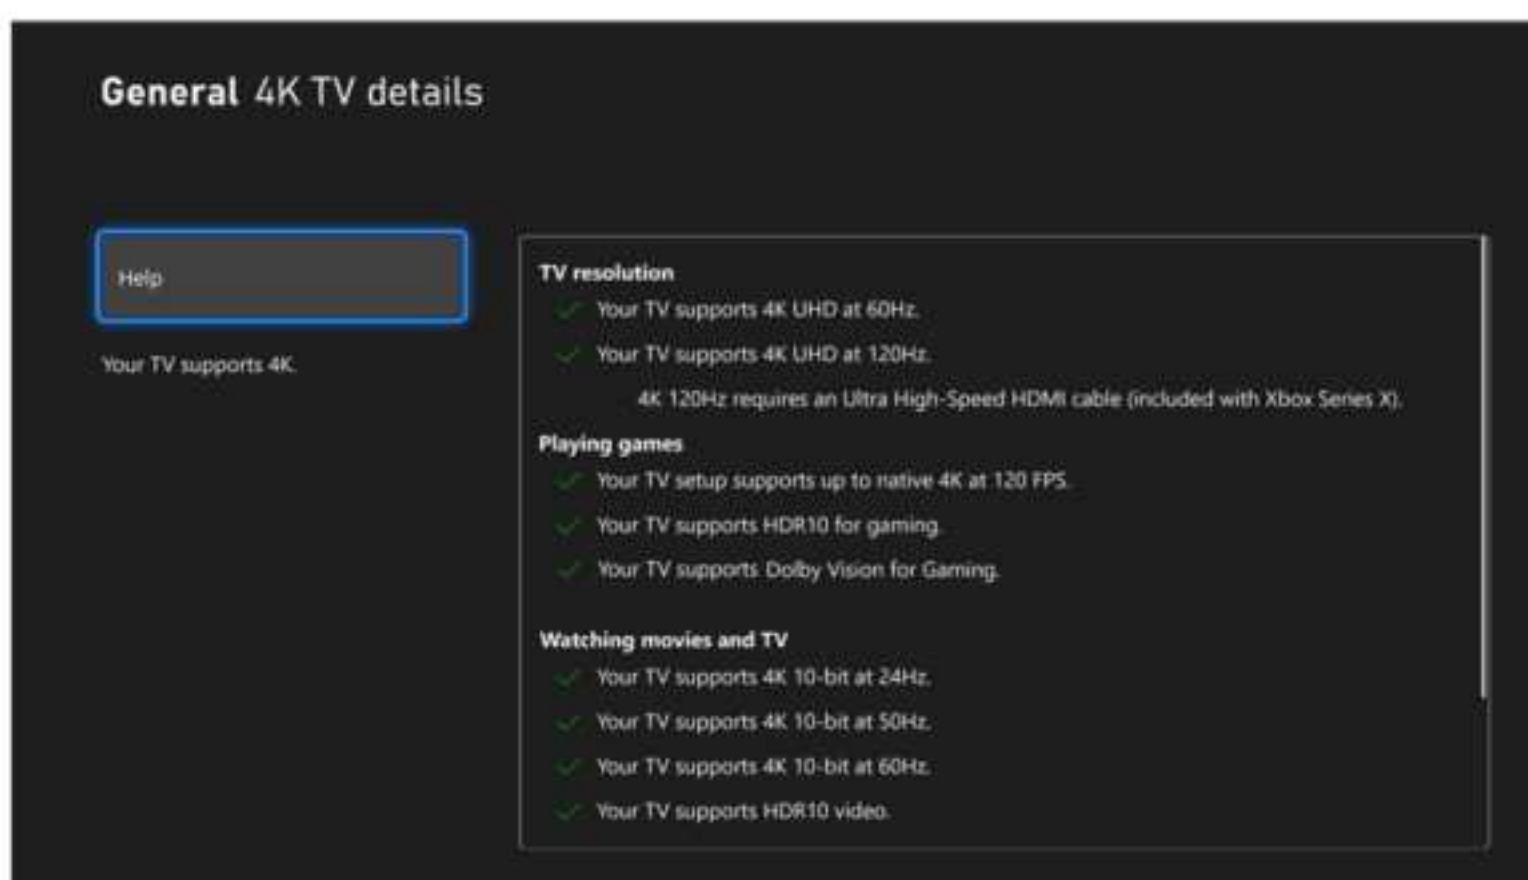 General 4K TV details
Help
Your TV supports 4K.
TV resolution
Your TV supports 4K UHD at 60Hz.
Your TV supports 4K UHD at 120Hz.
4K 120Hz requires an Ultra High-Speed HDMI cable (included with Xbox Series X).
Playing games
Your TV setup supports up to native 4K at 120 FPS.
Your TV supports HDR10 for gaming.
Your TV supports Dolby Vision for Gaming.
Watching movies and TV
Your TV supports 4K 10-bit at 24Hz.
Your TV supports 4K 10-bit at 50Hz.
Your TV supports 4K 10-bit at 60Hz.
Your TV supports HDR10 video.